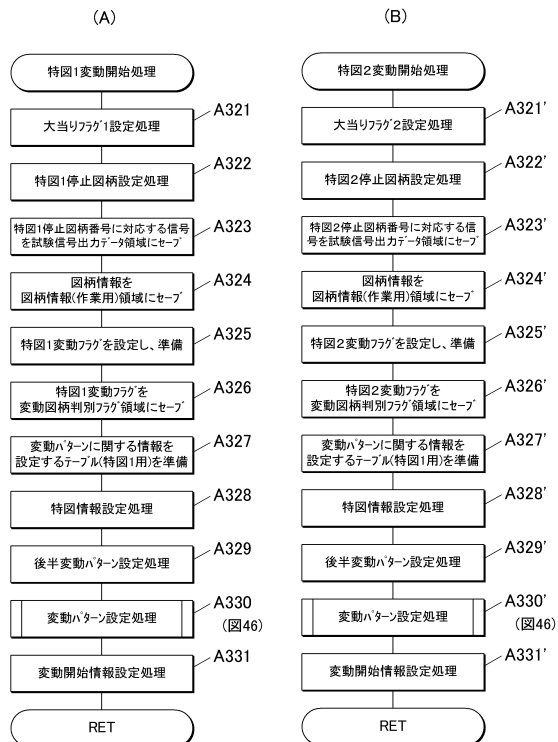 (A)
特図1変動開始処理
大当りフラグ1設定処理
A321
特図1停止図柄設定処理
A322
特図1停止図柄番号に対応する信号
を試験信号出力データ領域にセーブ
A323
図柄情報を
図柄情報(作業用)領域にセーブ
A324
特図1変動フラグを設定し、準備
A325
特図1変動フラグを
変動図柄判別フラグ領域にセーブ
A326
変動パターンに関する情報を
設定するテーブル(特図1用)を準備
A327
特図情報設定処理
A328
後半変動パターン設定処理
A329
変動パターン設定処理
A330
(図46)
変動開始情報設定処理
A331
RET
(B)
特図2変動開始処理
大当りフラグ2設定処理
A321'
特図2停止図柄設定処理
A322'
特図2停止図柄番号に対応する信
号を試験信号出力データ領域にセーブ
A323'
図柄情報を
図柄情報(作業用)領域にセーブ
A324'
特図2変動フラグを設定し、準備
A325'
特図2変動フラグを
変動図柄判別フラグ領域にセーブ
A326'
変動パターンに関する情報を
設定するテーブル(特図1用)を準備
A327'
特図情報設定処理
A328'
後半変動パターン設定処理
A329'
変動パターン設定処理
A330'
(図46)
変動開始情報設定処理
A331'
RET